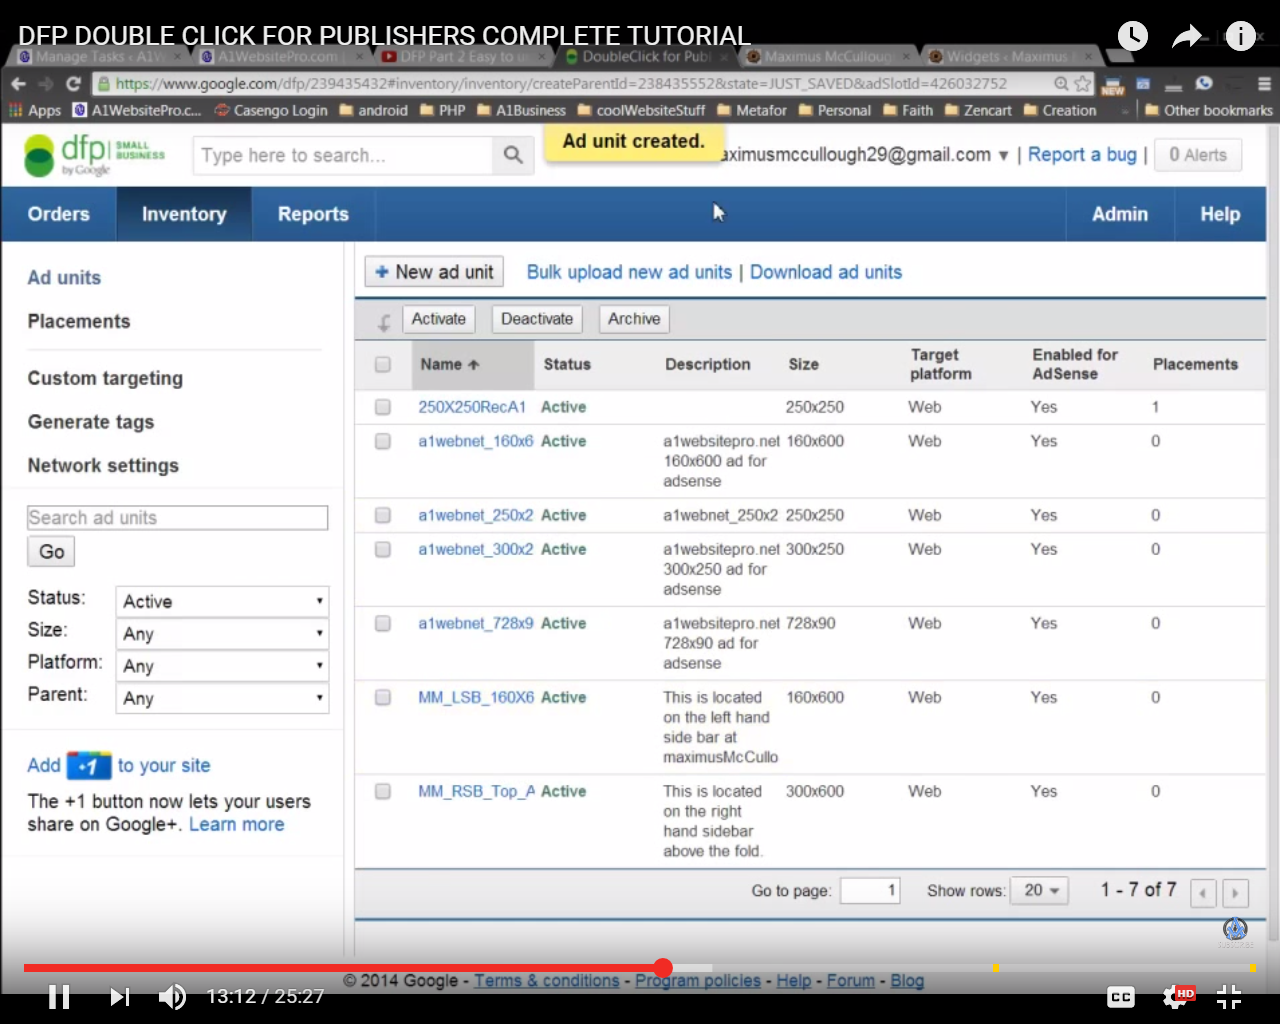 DFP DOUBLE CLICK FOR PUBLISHERS COMPLETE TUTORIAL
Manage Tasks ‹ A1W
A1WebsitePro.com
DFP Part 2 Easy to u
DoubleClick for Publ
Maximus McCulloug
Widgets ‹ Maximus
https://www.google.com/dfp/239435432#inventory/inventory/createParentId=238435552&state=JUST_SAVED&adSlotId=426032752
NEW
Apps A1WebsitePro.c... Casengo Login android PHP A1Business coolWebsiteStuff Metafor Personal Faith Zencart Creation Other bookmarks
dfp SMALL BUSINESS
by Google
Type here to search...
Ad unit created.
aximusmccullough29@gmail.com ▾ | Report a bug | 0 Alerts
Orders Inventory Reports Admin Help
Ad units
Placements
Custom targeting
Generate tags
Network settings
Search ad units
Go
Status: Active
Size: Any
Platform: Any
Parent: Any
Add +1 to your site
The +1 button now lets your users
share on Google+. Learn more
+ New ad unit Bulk upload new ad units | Download ad units
Activate Deactivate Archive
Name Status Description Size Target platform Enabled for AdSense Placements
250X250RecA1 Active 250x250 Web Yes 1
a1webnet_160x6 Active a1websitepro.net 160x600 Web Yes 0
160x600 ad for
adsense
a1webnet_250x2 Active a1webnet_250x2 250x250 Web Yes 0
a1webnet_300x2 Active a1websitepro.net 300x250 Web Yes 0
300x250 ad for
adsense
a1webnet_728x9 Active a1websitepro.net 728x90 Web Yes 0
728x90 ad for
adsense
MM_LSB_160X6 Active This is located 160x600 Web Yes 0
on the left hand
side bar at
maximusMcCullo
MM_RSB_Top_A Active This is located 300x600 Web Yes 0
on the right
hand sidebar
above the fold.
Go to page: 1 Show rows: 20 1 - 7 of 7
© 2014 Google - Terms & conditions - Program policies - Help - Forum - Blog
13:12 / 25:27
CC
HD